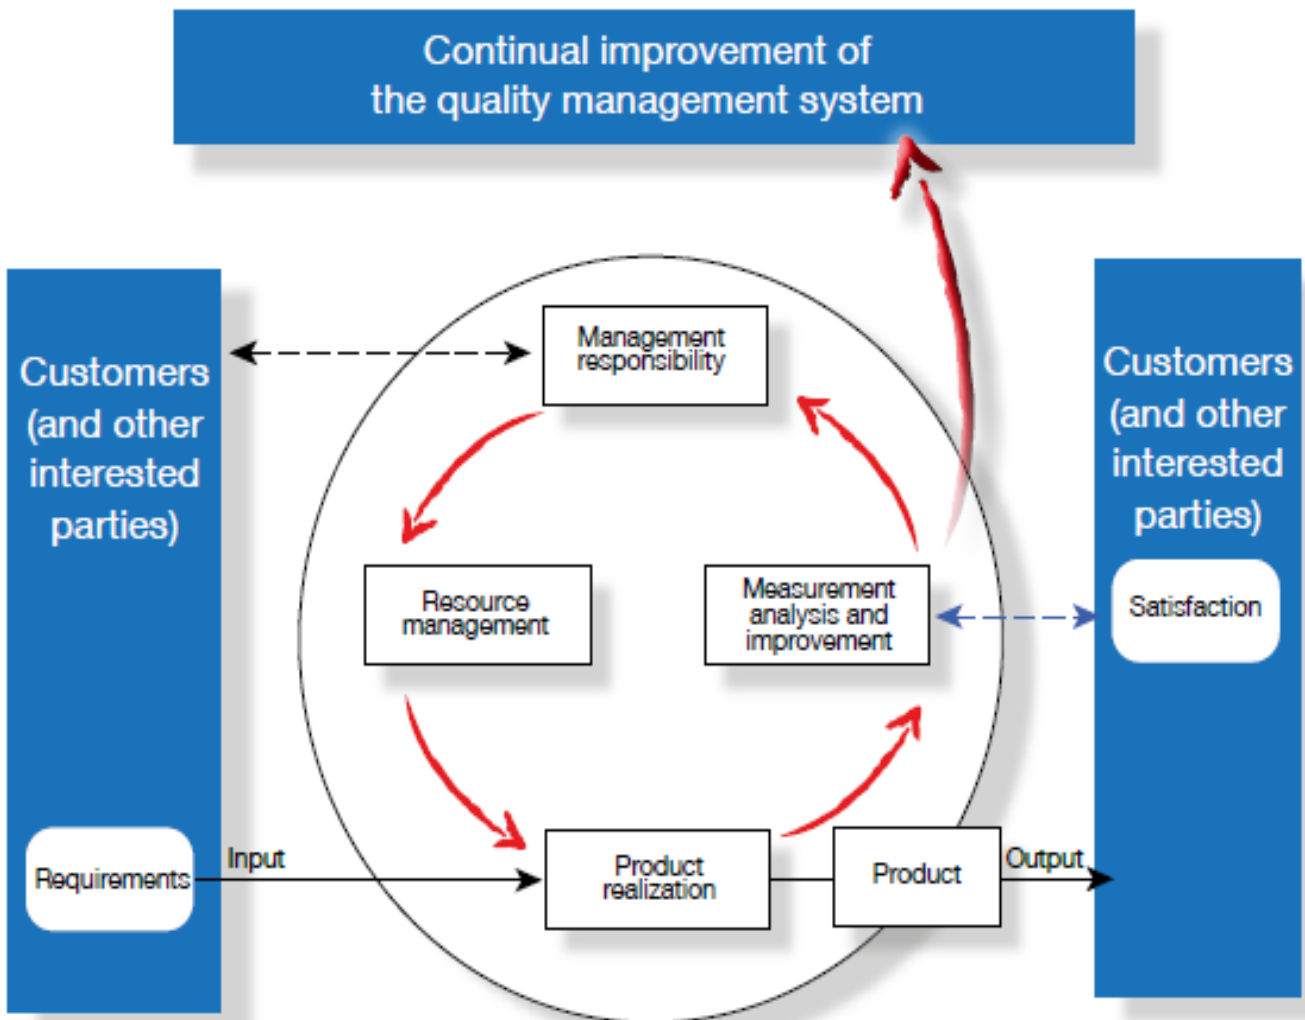 Continual improvement of
the quality management system
Customers
(and other
interested
parties)
Requirements
Input
Management
responsibility
Resource
management
Measurement
analysis and
improvement
Product
realization
Product
Output
Customers
(and other
interested
parties)
Satisfaction